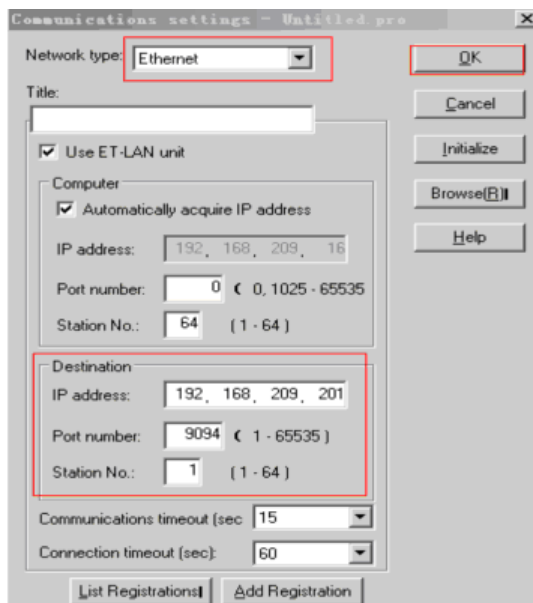 Communications settings - Untitled.pro
Network type: Ethernet
OK
Title:
Cancel
Use ET-LAN unit
Initialize
Computer
Automatically acquire IP address
Browse(R)
IP address: 192. 168. 209. 16
Help
Port number: 0 ( 0, 1025 - 65535
Station No.: 64 ( 1 - 64 )
Destination
IP address: 192. 168. 209. 201
Port number: 9094 ( 1 - 65535 )
Station No.: 1 ( 1 - 64 )
Communications timeout (sec 15
Connection timeout (sec): 60
List Registrations Add Registration